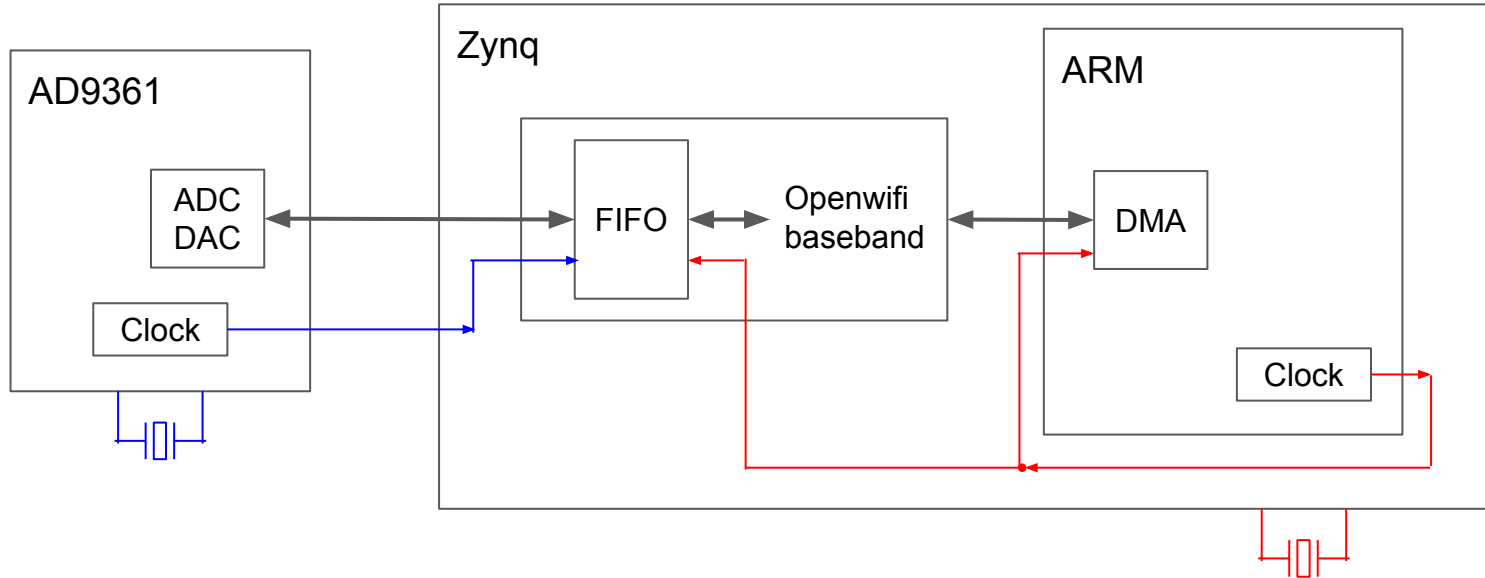 AD9361
ADC
DAC
Clock
Zynq
FIFO
Openwifi
baseband
ARM
DMA
Clock